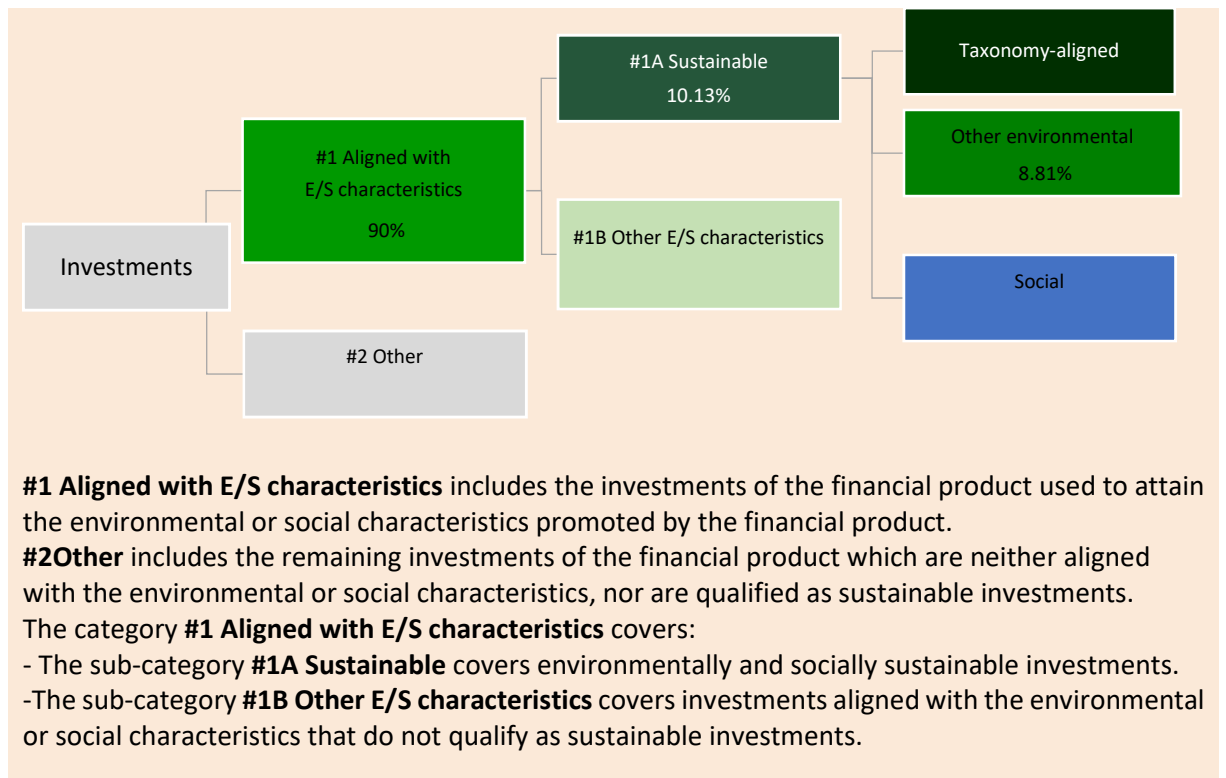 Investments
#1 Aligned with
E/S characteristics
90%
#2 Other
#1A Sustainable
10.13%
#1B Other E/S characteristics
Taxonomy-aligned
Other environmental
8.81%
Social
#1 Aligned with E/S characteristics includes the investments of the financial product used to attain
the environmental or social characteristics promoted by the financial product.
#2Other includes the remaining investments of the financial product which are neither aligned
with the environmental or social characteristics, nor are qualified as sustainable investments.
The category #1 Aligned with E/S characteristics covers:
- The sub-category #1A Sustainable covers environmentally and socially sustainable investments.
-The sub-category #1B Other E/S characteristics covers investments aligned with the environmental
or social characteristics that do not qualify as sustainable investments.